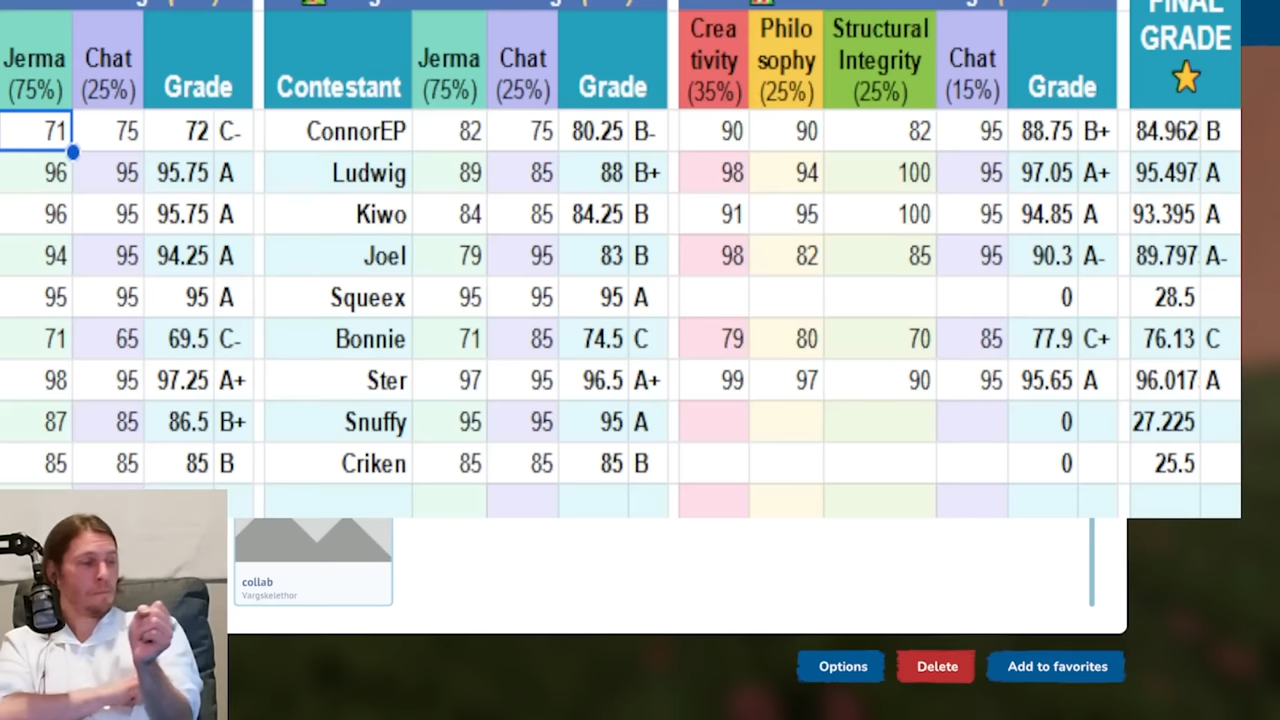 FINAL
GRADE
Jerma (75%) Chat (25%) Grade Contestant Jerma (75%) Chat (25%) Grade Creativity (35%) Philosophy (25%) Structural Integrity (25%) Chat (15%) Grade
71 75 72 C- ConnorEP 82 75 80.25 B- 90 90 82 95 88.75 B+ 84.962 B
96 95 95.75 A Ludwig 89 85 88 B+ 98 94 100 95 97.05 A+ 95.497 A
96 95 95.75 A Kiwo 84 85 84.25 B 91 95 100 95 94.85 A 93.395 A
94 95 94.25 A Joel 79 95 83 B 98 82 85 95 90.3 A- 89.797 A-
95 95 95 A Squeex 95 95 95 A 0 28.5
71 65 69.5 C- Bonnie 71 85 74.5 C 79 80 70 85 77.9 C+ 76.13 C
98 95 97.25 A+ Ster 97 95 96.5 A+ 99 97 90 95 95.65 A 96.017 A
87 85 86.5 B+ Snuffy 95 95 95 A 0 27.225
85 85 85 B Criken 85 85 85 B 0 25.5
collab
Vargskelethor
Options Delete Add to favorites